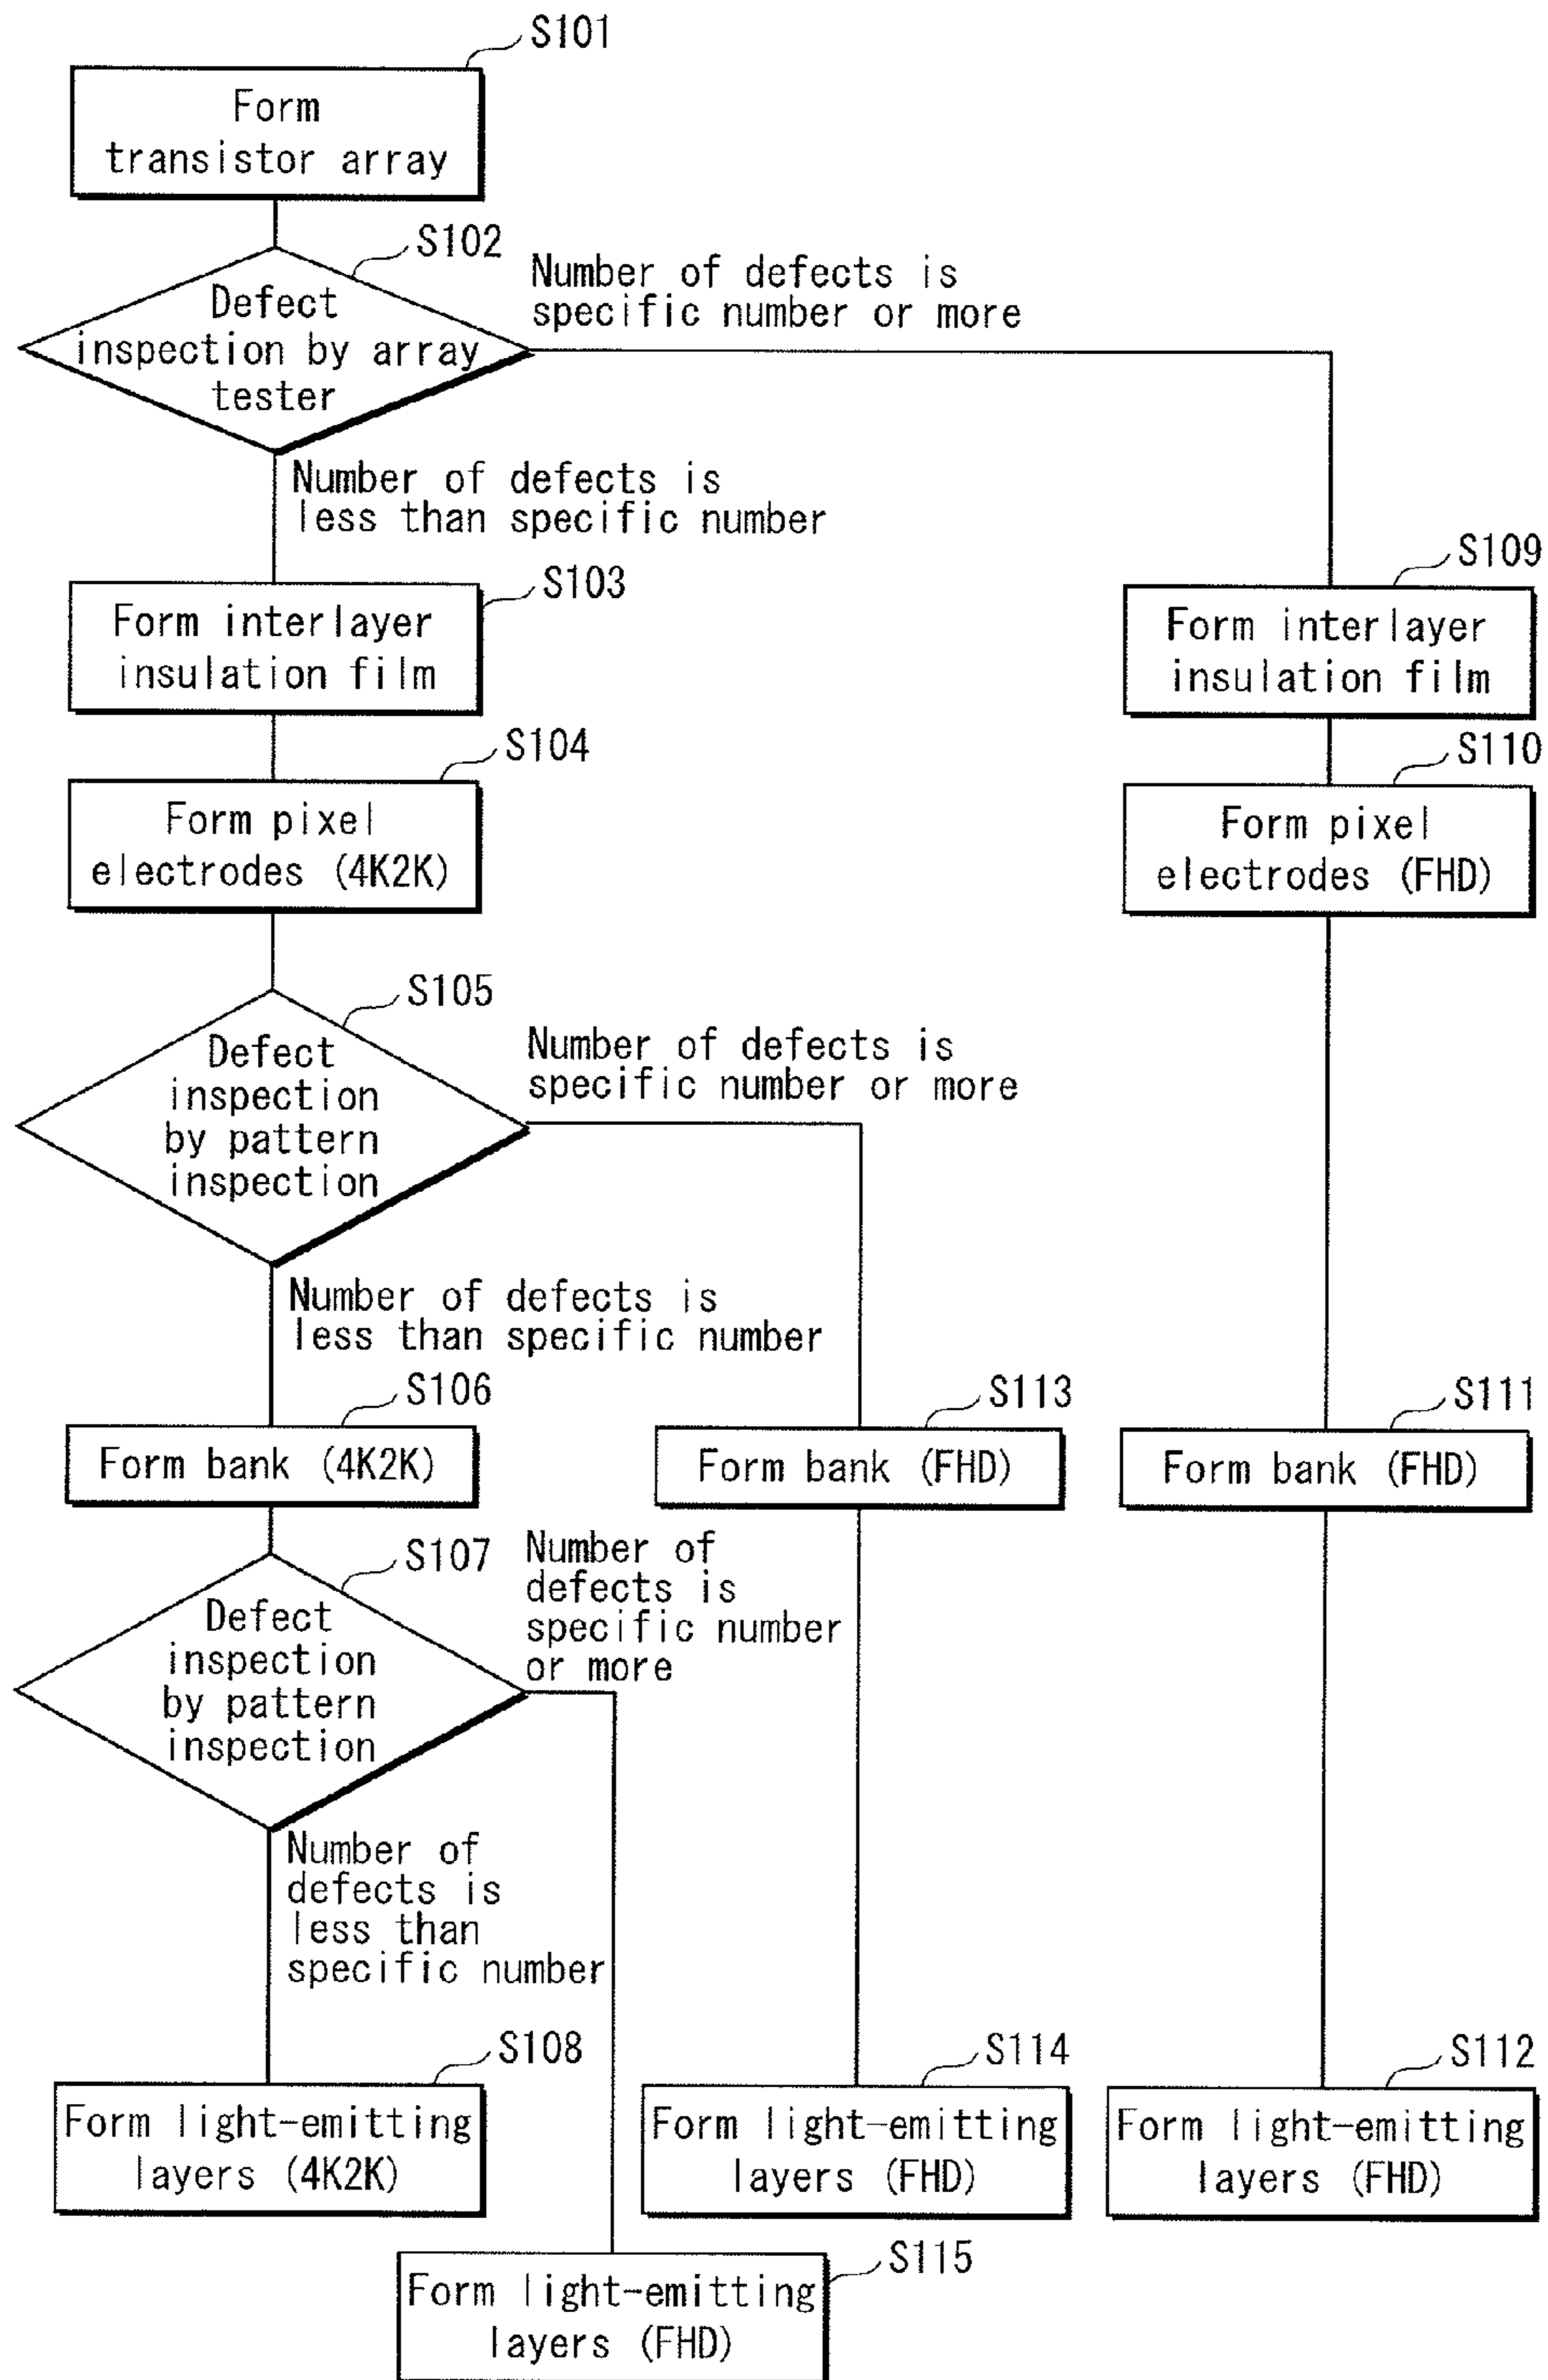 S101
Form
transistor array
S102
Defect
inspection by array
tester
Number of defects is
specific number or more
Number of defects is
less than specific number
S103
Form interlayer
insulation film
S109
Form interlayer
insulation film
S104
Form pixel
electrodes (4K2K)
S110
Form pixel
electrodes (FHD)
S105
Defect
inspection
by pattern
inspection
Number of defects is
specific number or more
Number of defects is
less than specific number
S106
Form bank (4K2K)
S113
Form bank (FHD)
S111
Form bank (FHD)
S107
Defect
inspection
by pattern
inspection
Number of
defects is
specific number
or more
Number of
defects is
less than
specific number
S108
Form light-emitting
layers (4K2K)
S114
Form light-emitting
layers (FHD)
S112
Form light-emitting
layers (FHD)
S115
Form light-emitting
layers (FHD)